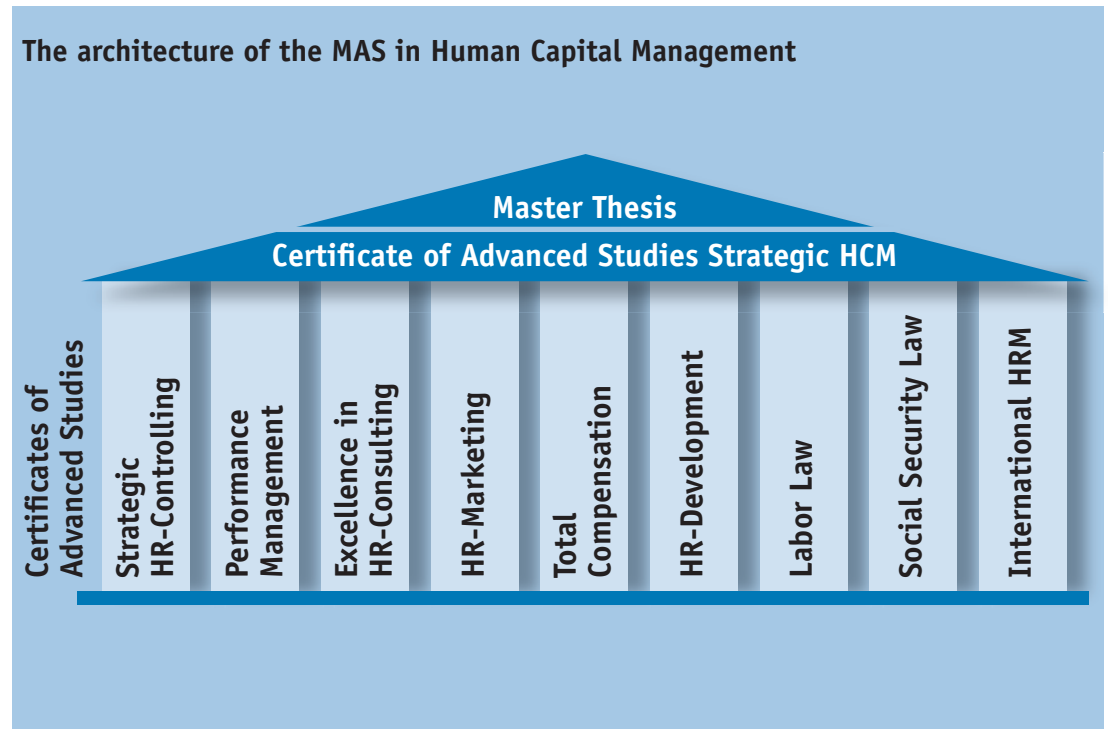 The architecture of the MAS in Human Capital Management
Master Thesis
Certificate of Advanced Studies Strategic HCM
Certificates of
Advanced Studies
Strategic
HR-Controlling
Performance
Management
Excellence in
HR-Consulting
HR-Marketing
Total
Compensation
HR-Development
Labor Law
Social Security Law
International HRM